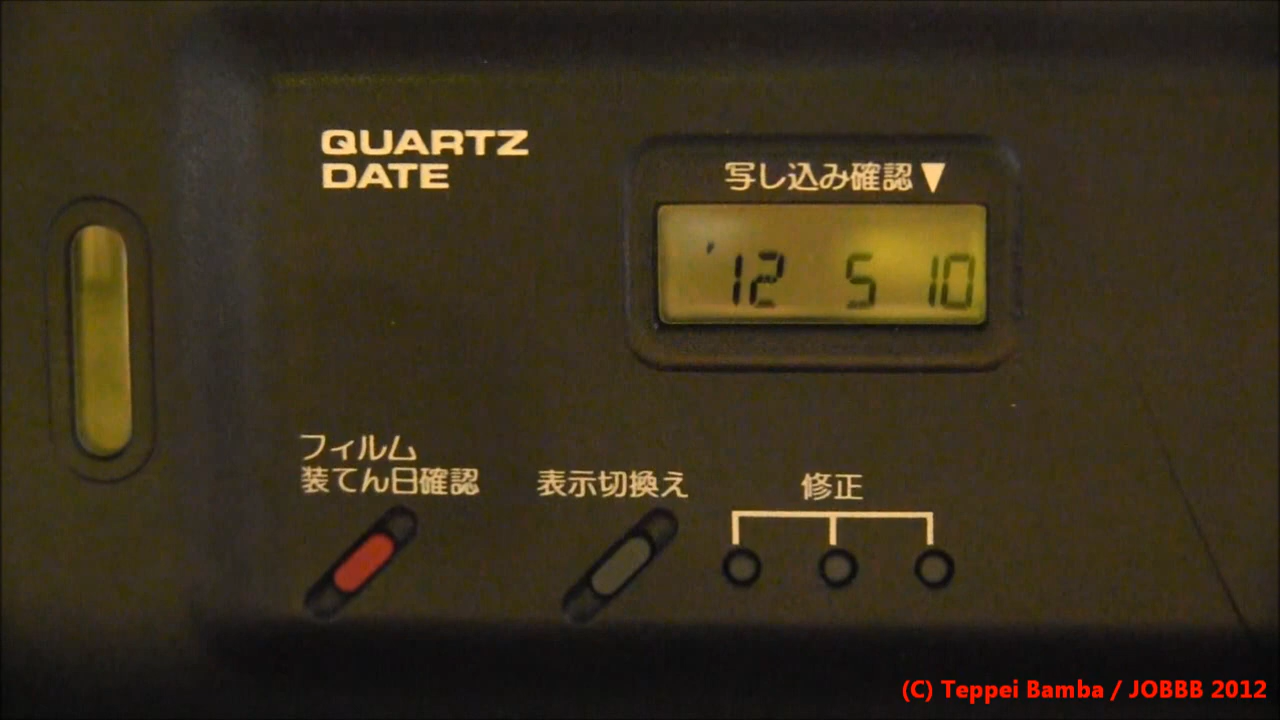 QUARTZ
DATE
写し込み確認▼
'12 5 10
フィルム
装てん日確認
表示切換え
修正
(C) Teppei Bamba / JOBBB 2012